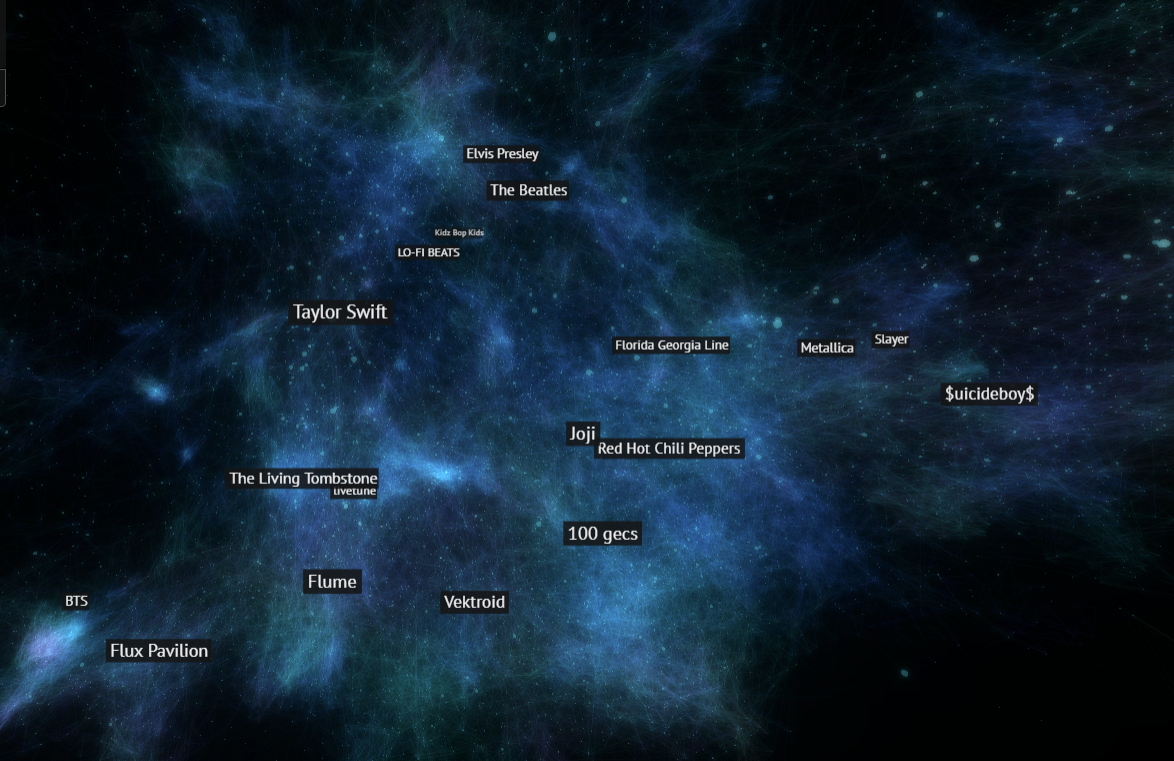 Elvis Presley
The Beatles
Kidz Bop Kids
LO-FI BEATS
Taylor Swift
Florida Georgia Line
Metallica
Slayer
$uicideboy$
Joji
Red Hot Chili Peppers
The Living Tombstone
livetune
100 gecs
Flume
Vektroid
BTS
Flux Pavilion